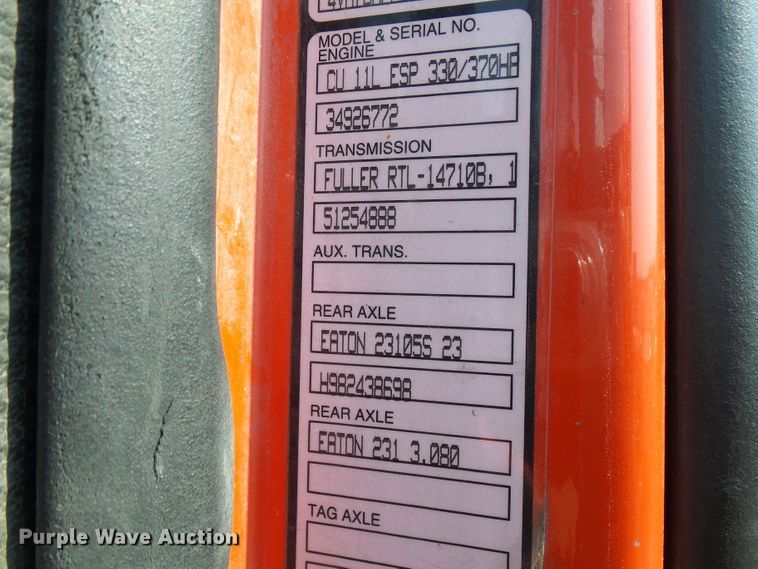 MODEL & SERIAL NO.
ENGINE
CU 11L ESP 330/370HP
34926772
TRANSMISSION
FULLER RTL-14710B, 1
51254888
AUX. TRANS.
REAR AXLE
EATON 23105S 23
H982438698
REAR AXLE
EATON 231 3.080
TAG AXLE
Purple Wave Auction